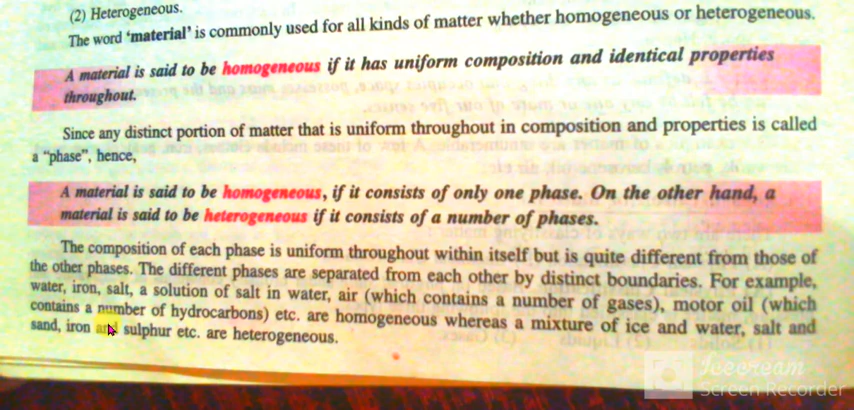 (2) Heterogeneous.
The word ‘material’ is commonly used for all kinds of matter whether homogeneous or heterogeneous.
A material is said to be homogeneous if it has uniform composition and identical properties
throughout.
Since any distinct portion of matter that is uniform throughout in composition and properties is called
a “phase”, hence,
A material is said to be homogeneous, if it consists of only one phase. On the other hand, a
material is said to be heterogeneous if it consists of a number of phases.
The composition of each phase is uniform throughout within itself but is quite different from those of
the other phases. The different phases are separated from each other by distinct boundaries. For example,
water, iron, salt, a solution of salt in water, air (which contains a number of gases), motor oil (which
contains a number of hydrocarbons) etc. are homogeneous whereas a mixture of ice and water, salt and
sand, iron and sulphur etc. are heterogeneous.
Icecream
Screen Recorder